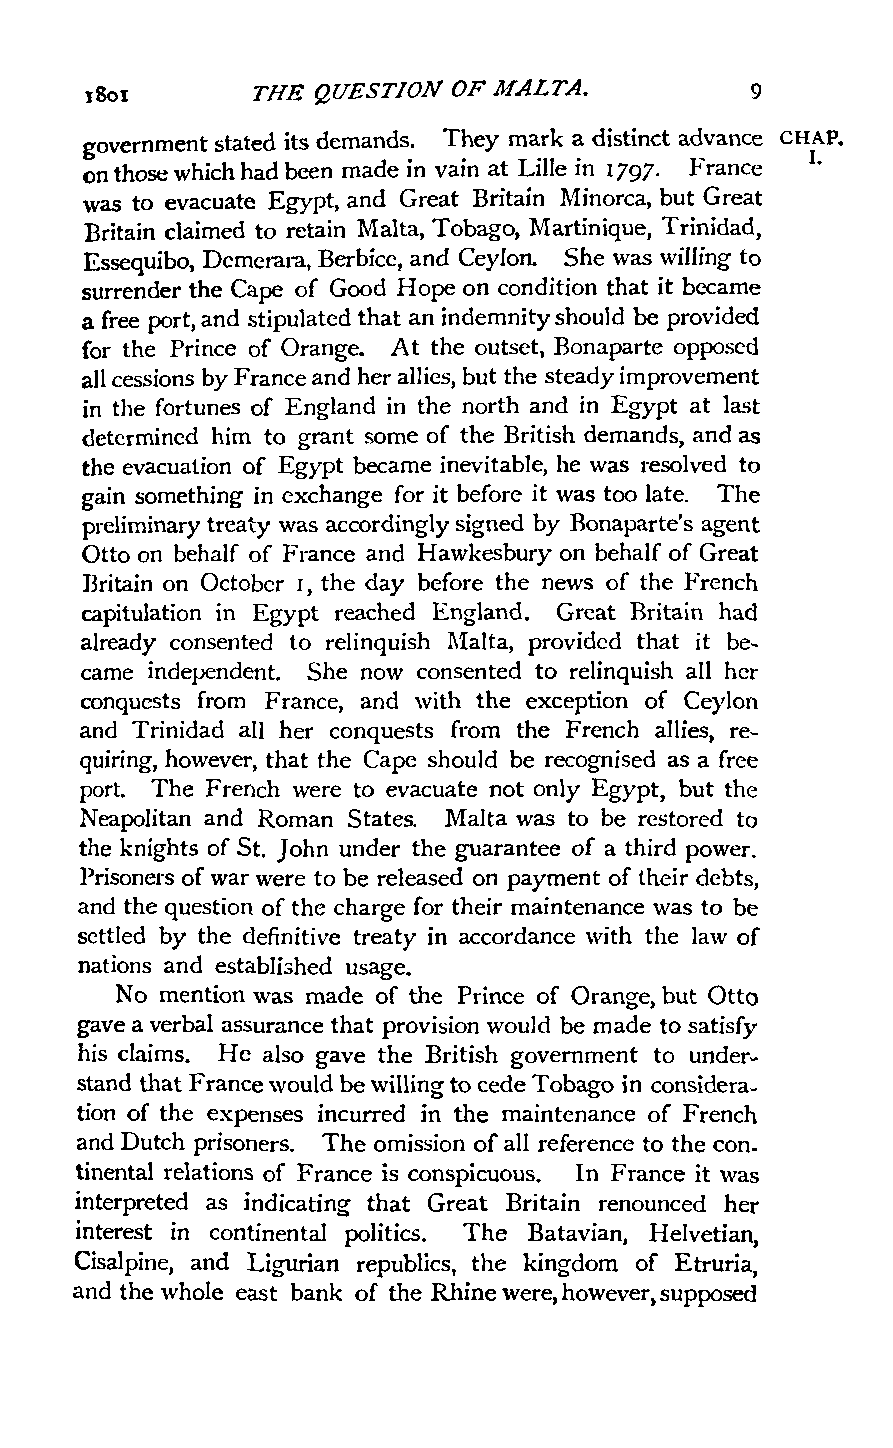 1801 THE QUESTION OF MALTA. 9
government stated its demands. They mark a distinct advance CHAP.
on those which had been made in vain at Lille in 1797. France I.
was to evacuate Egypt, and Great Britain Minorca, but Great
Britain claimed to retain Malta, Tobago, Martinique, Trinidad,
Essequibo, Demerara, Berbice, and Ceylon. She was willing to
surrender the Cape of Good Hope on condition that it became
a free port, and stipulated that an indemnity should be provided
for the Prince of Orange. At the outset, Bonaparte opposed
all cessions by France and her allies, but the steady improvement
in the fortunes of England in the north and in Egypt at last
determined him to grant some of the British demands, and as
the evacuation of Egypt became inevitable, he was resolved to
gain something in exchange for it before it was too late. The
preliminary treaty was accordingly signed by Bonaparte's agent
Otto on behalf of France and Hawkesbury on behalf of Great
Britain on October 1, the day before the news of the French
capitulation in Egypt reached England. Great Britain had
already consented to relinquish Malta, provided that it be-
came independent. She now consented to relinquish all her
conquests from France, and with the exception of Ceylon
and Trinidad all her conquests from the French allies, re-
quiring, however, that the Cape should be recognised as a free
port. The French were to evacuate not only Egypt, but the
Neapolitan and Roman States. Malta was to be restored to
the knights of St. John under the guarantee of a third power.
Prisoners of war were to be released on payment of their debts,
and the question of the charge for their maintenance was to be
settled by the definitive treaty in accordance with the law of
nations and established usage.
No mention was made of the Prince of Orange, but Otto
gave a verbal assurance that provision would be made to satisfy
his claims. He also gave the British government to under-
stand that France would be willing to cede Tobago in considera-
tion of the expenses incurred in the maintenance of French
and Dutch prisoners. The omission of all reference to the con-
tinental relations of France is conspicuous. In France it was
interpreted as indicating that Great Britain renounced her
interest in continental politics. The Batavian, Helvetian,
Cisalpine, and Ligurian republics, the kingdom of Etruria,
and the whole east bank of the Rhine were, however, supposed